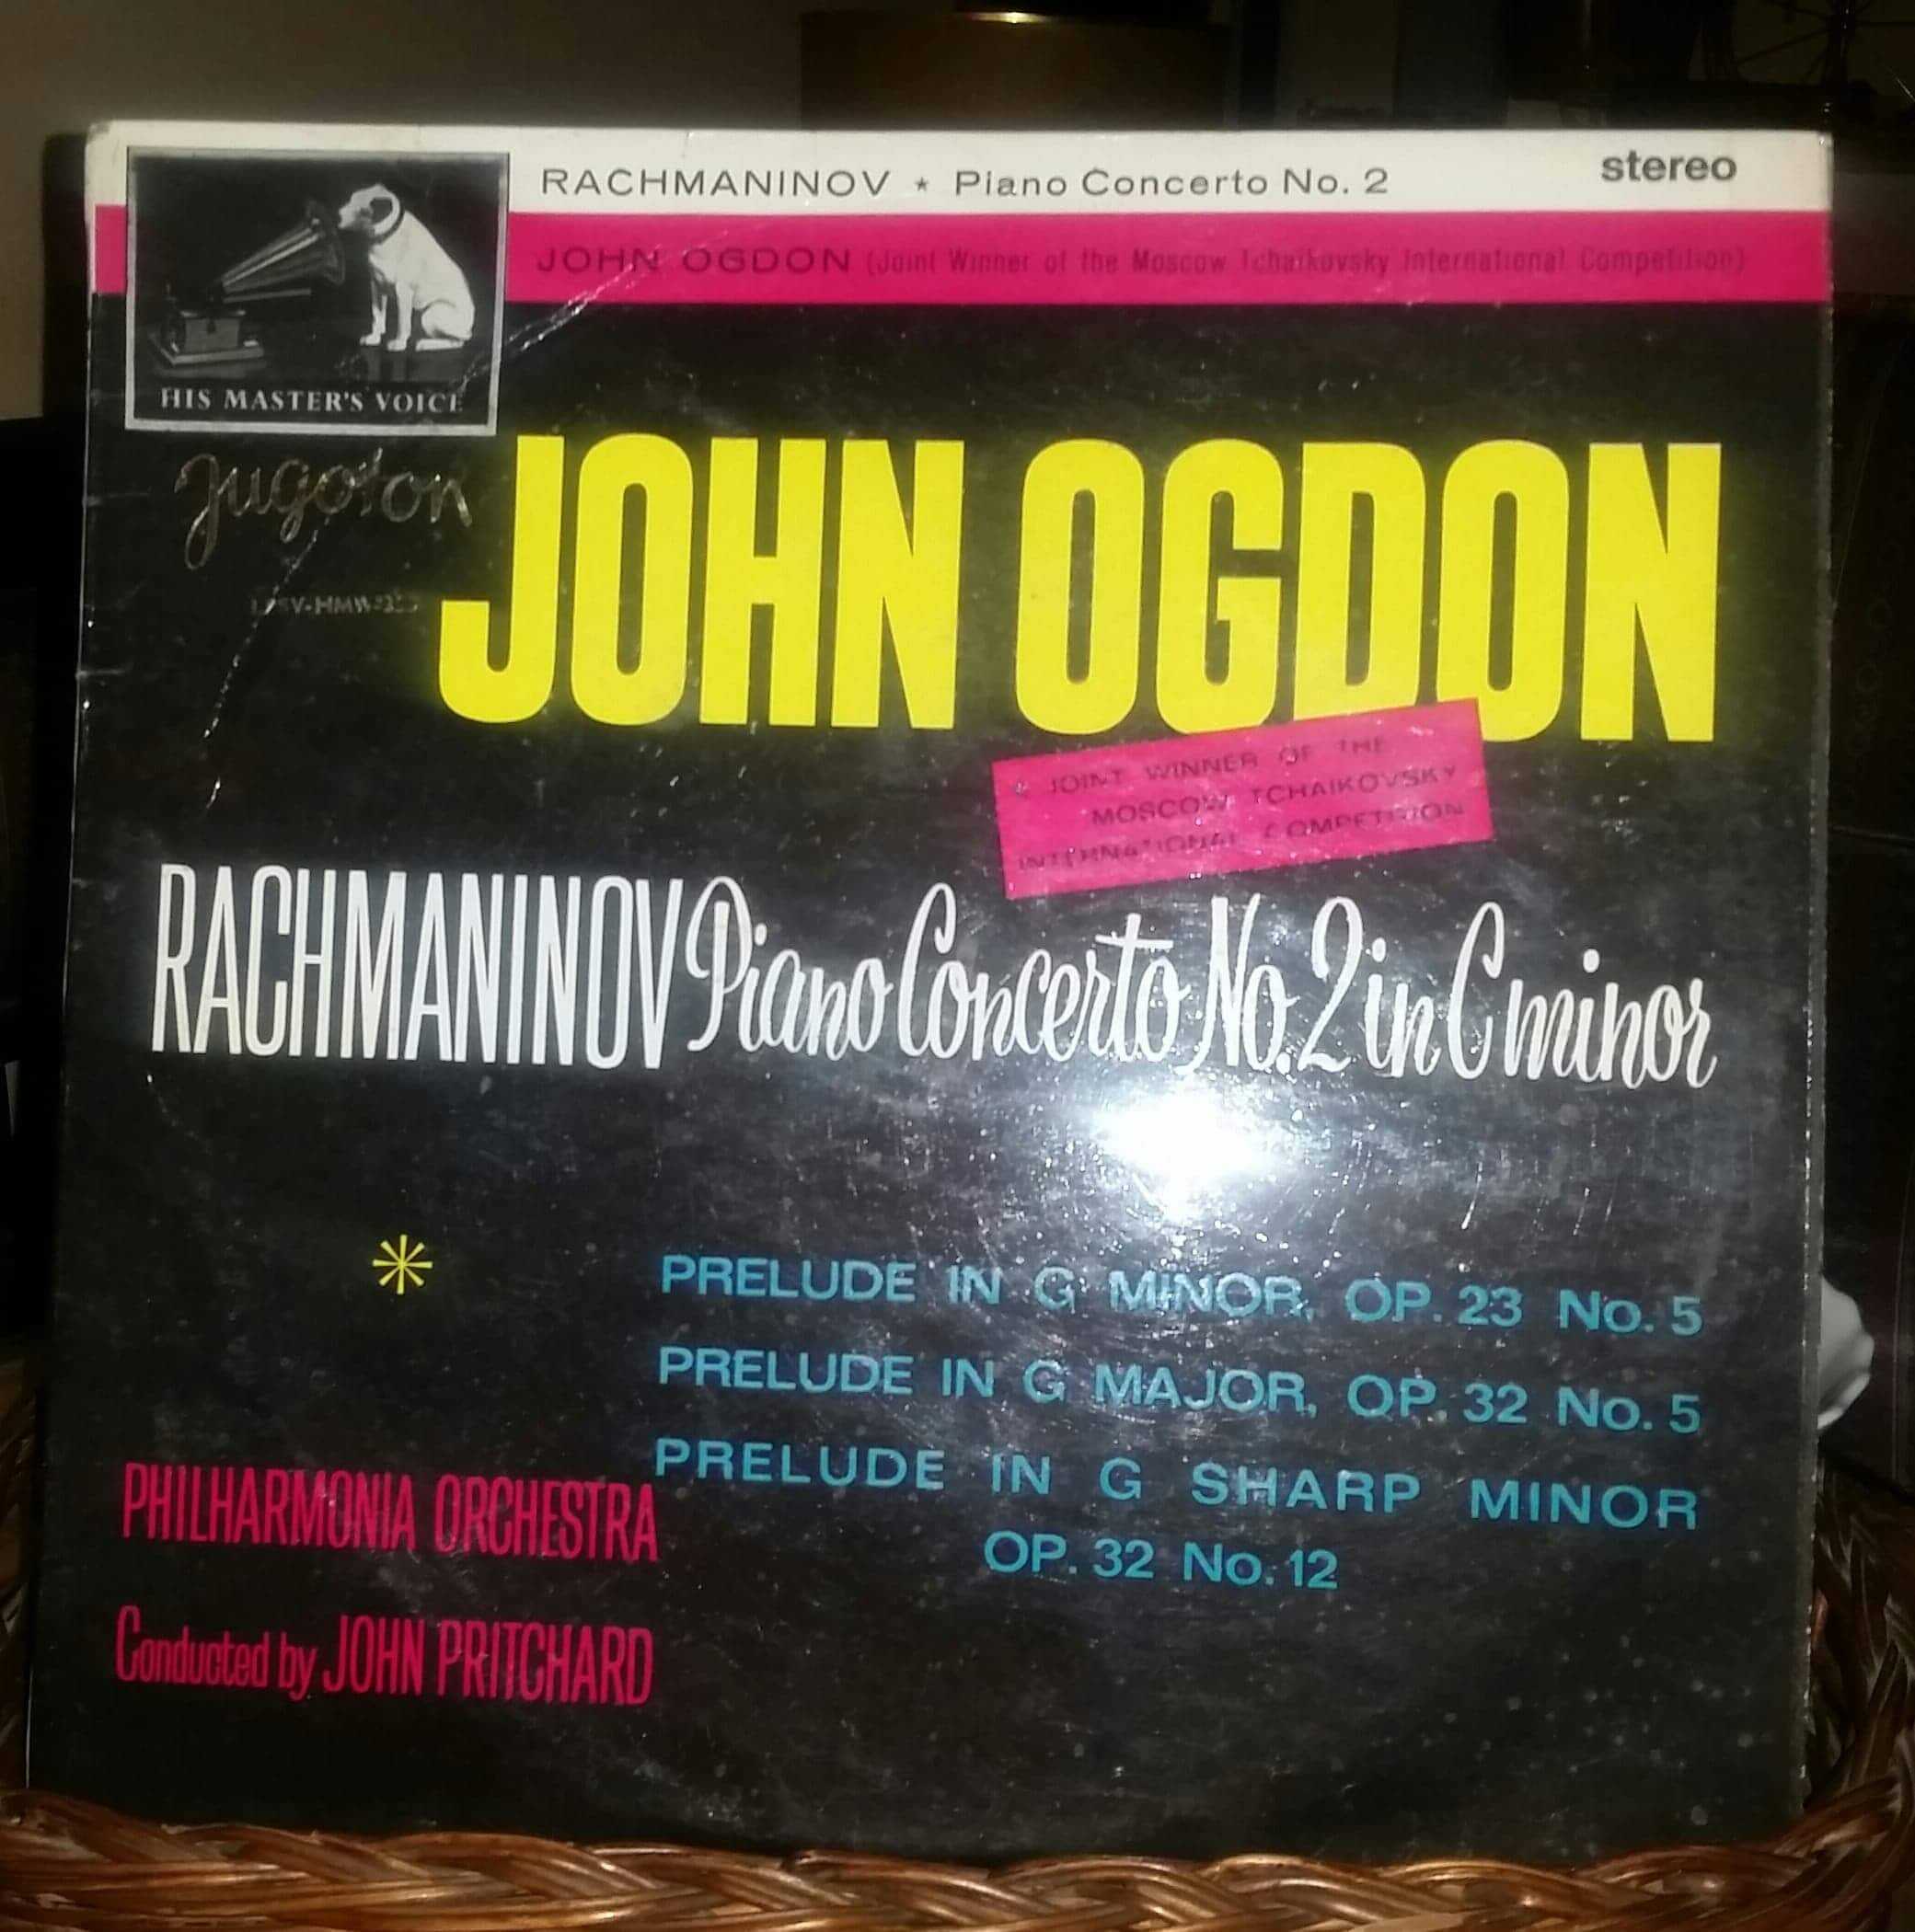 RACHMANINOV ★ Piano Concerto No. 2
stereo
JOHN OGDON (Joint Winner of the Moscow Tchaikovsky International Competition)
HIS MASTER'S VOICE
Jugoton
JOHN OGDON
JOINT WINNER OF THE
MOSCOW TCHAIKOVSKY
INTERNATIONAL COMPETITION
RACHMANINOV Piano Concerto No. 2 in C minor
*
PRELUDE IN G MINOR, OP. 23 No. 5
PRELUDE IN G MAJOR, OP. 32 No. 5
PRELUDE IN G SHARP MINOR
OP. 32 No. 12
PHILHARMONIA ORCHESTRA
Conducted by JOHN PRITCHARD